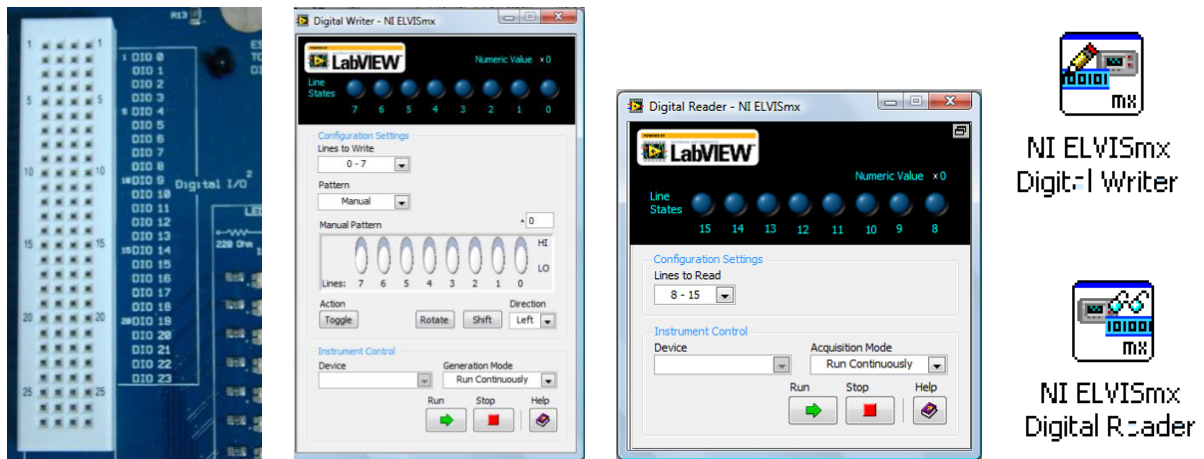 R13
1 1
5 5
10 10
15 15
20 20
25 25
1 DIO 0
DIO 1
DIO 2
DIO 3
5 DIO 4
DIO 5
DIO 6
DIO 7
DIO 8
10 DIO 9
DIO 10
DIO 11
DIO 12
DIO 13
15 DIO 14
DIO 15
DIO 16
DIO 17
DIO 18
20 DIO 19
DIO 20
DIO 21
DIO 22
DIO 23
Digital I/O 2
220 Ohm
Digital Writer - NI ELVISmx
LabVIEW
Numeric Value x 0
Line
States
7 6 5 4 3 2 1 0
Configuration Settings
Lines to Write
0 - 7
Pattern
Manual
Manual Pattern
0
HI
LO
Lines: 7 6 5 4 3 2 1 0
Action Direction
Toggle Rotate Shift Left
Instrument Control
Device Generation Mode
Run Continuously
Run Stop Help
Digital Reader - NI ELVISmx
LabVIEW
Numeric Value x 0
Line
States
15 14 13 12 11 10 9 8
Configuration Settings
Lines to Read
8 - 15
Instrument Control
Device Acquisition Mode
Run Continuously
Run Stop Help
mx
NI ELVISmx
Digital Writer
mx
NI ELVISmx
Digital Reader